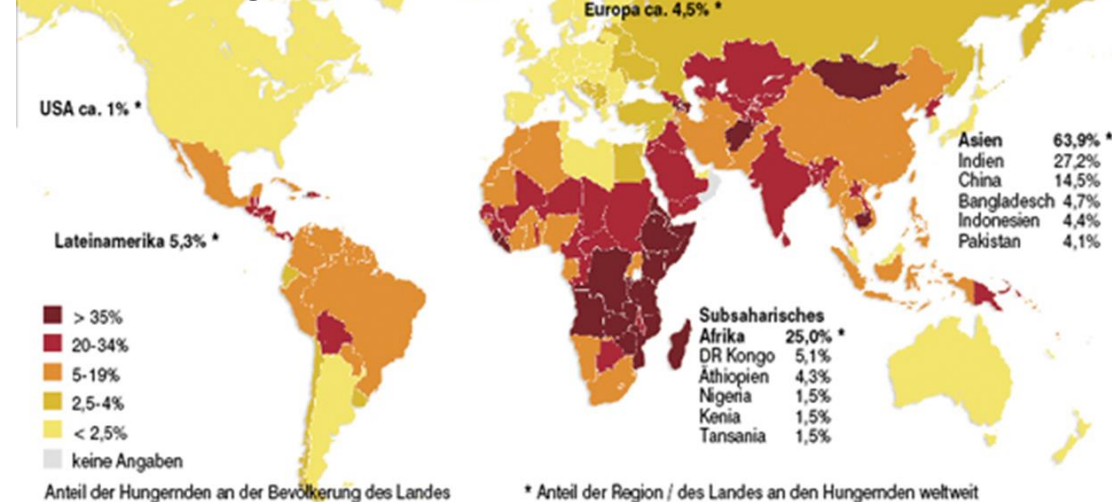 Europa ca. 4,5% *
USA ca. 1% *
Asien 63,9% *
Indien 27,2%
China 14,5%
Bangladesch 4,7%
Indonesien 4,4%
Pakistan 4,1%
Lateinamerika 5,3% *
> 35%
20-34%
5-19%
2,5-4%
< 2,5%
keine Angaben
Subsaharisches
Afrika 25,0% *
DR Kongo 5,1%
Äthiopien 4,3%
Nigeria 1,5%
Kenia 1,5%
Tansania 1,5%
Anteil der Hungernden an der Bevölkerung des Landes
* Anteil der Region / des Landes an den Hungernden weltweit